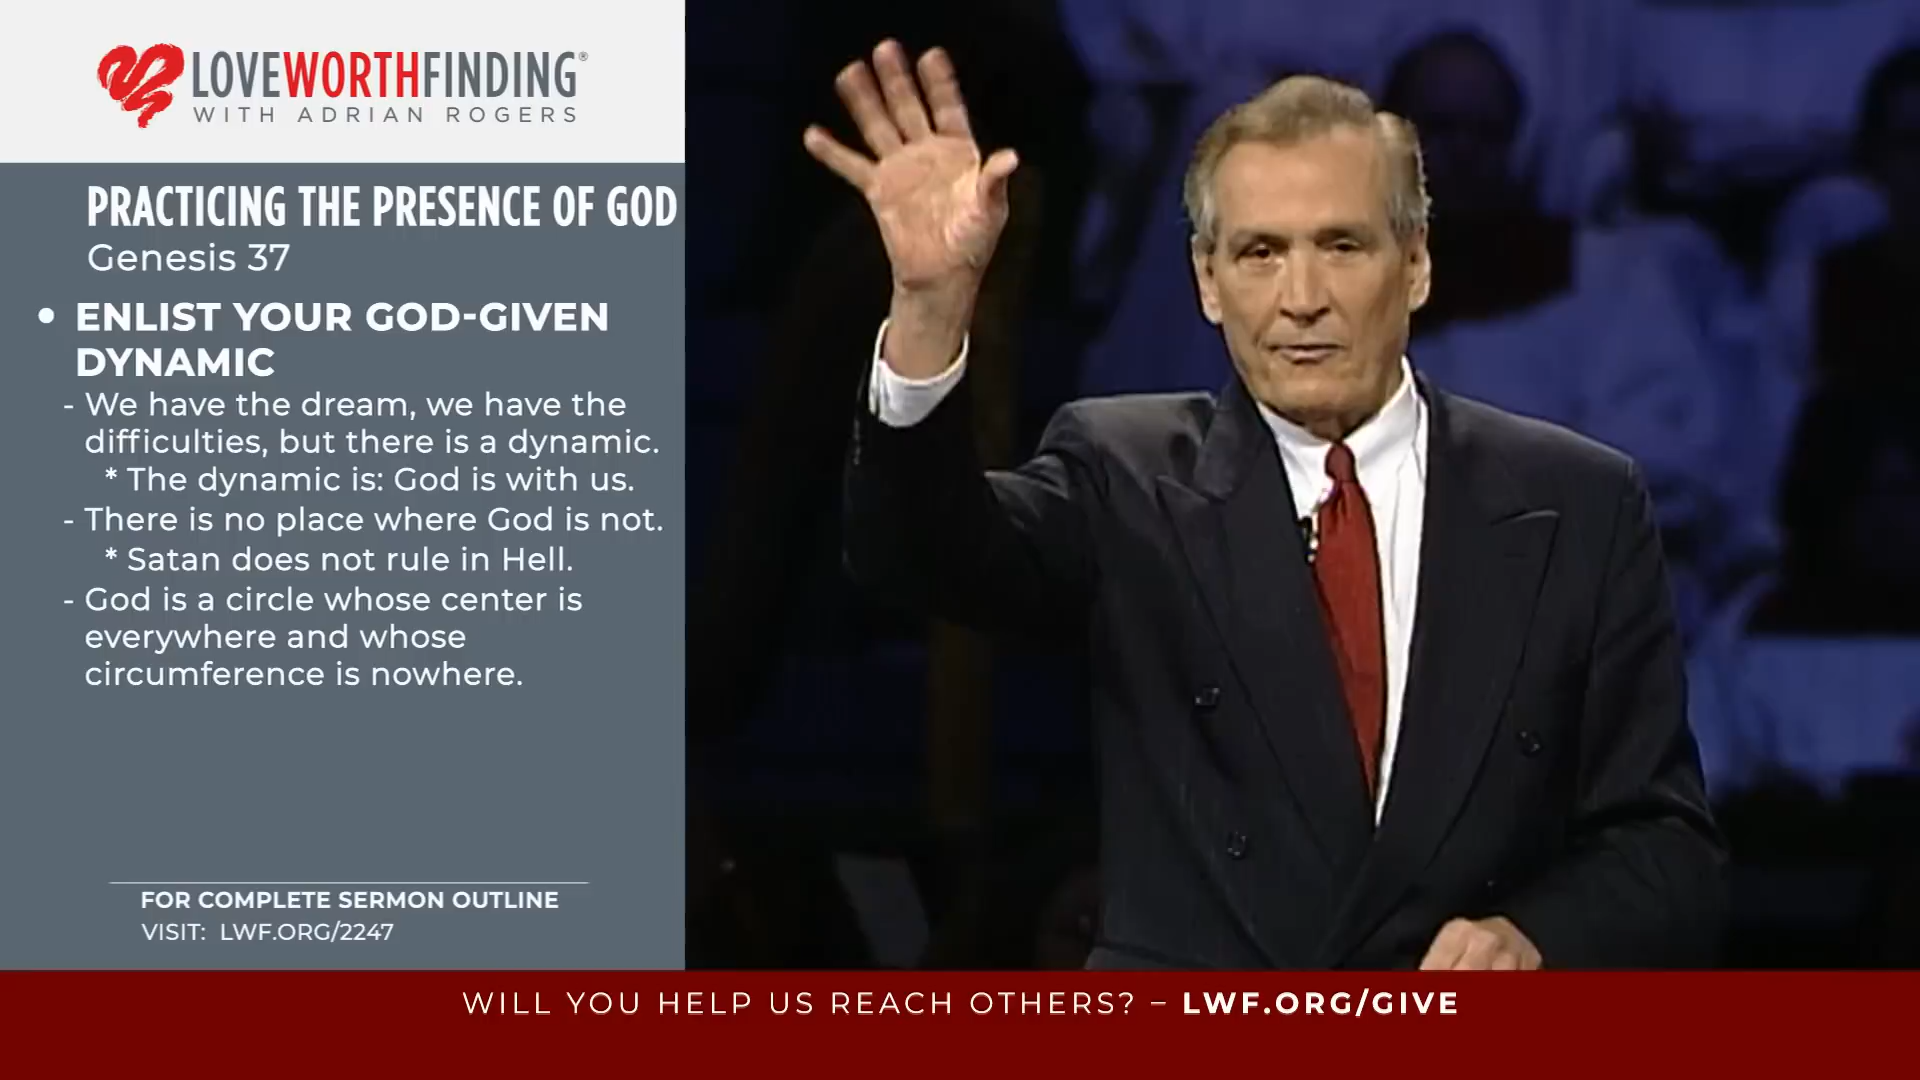 LOVEWORTHFINDING®
WITH ADRIAN ROGERS
PRACTICING THE PRESENCE OF GOD
Genesis 37
• ENLIST YOUR GOD-GIVEN
DYNAMIC
- We have the dream, we have the
difficulties, but there is a dynamic.
* The dynamic is: God is with us.
- There is no place where God is not.
* Satan does not rule in Hell.
- God is a circle whose center is
everywhere and whose
circumference is nowhere.
FOR COMPLETE SERMON OUTLINE
VISIT: LWF.ORG/2247
WILL YOU HELP US REACH OTHERS? – LWF.ORG/GIVE